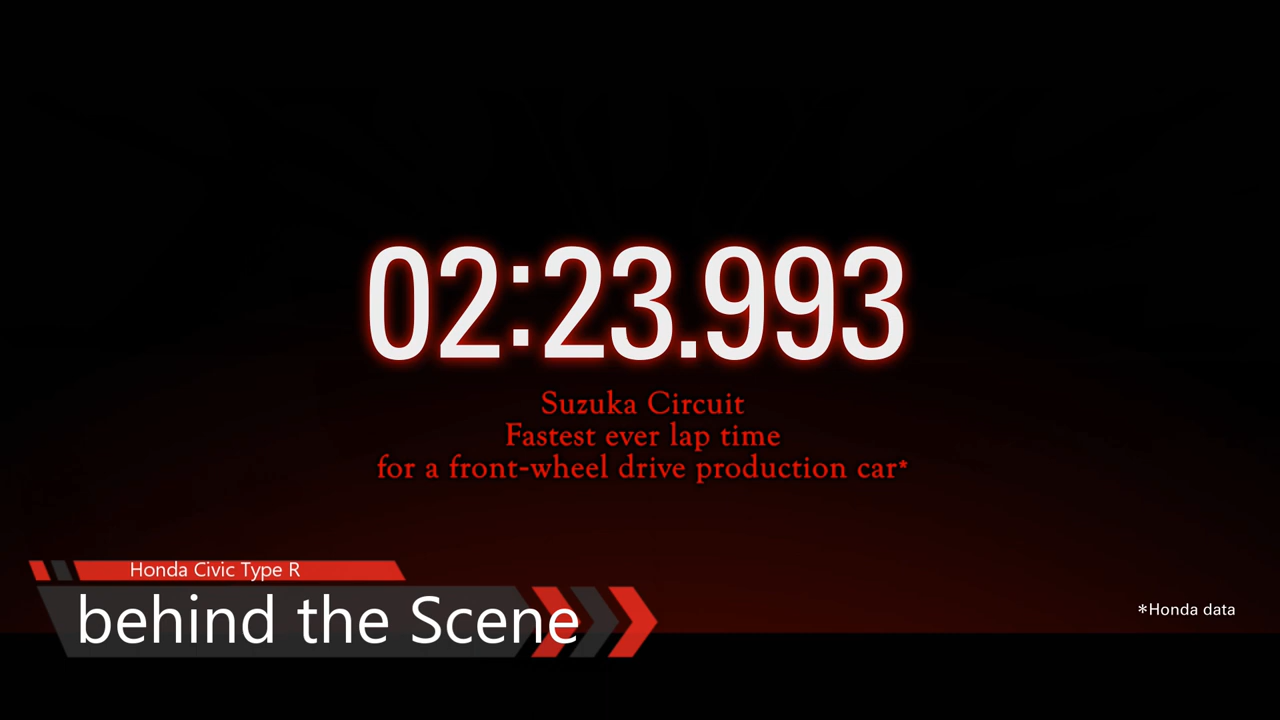 02:23.993
Suzuka Circuit
Fastest ever lap time
for a front-wheel drive production car*
Honda Civic Type R
behind the Scene
*Honda data